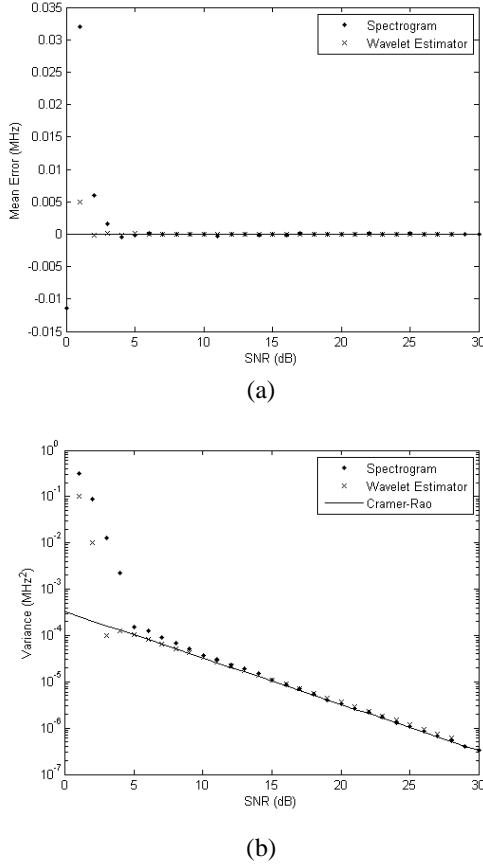 0.035
0.03
0.025
0.02
0.015
0.01
0.005
0
-0.005
-0.01
-0.015
Mean Error (MHz)
Spectrogram
Wavelet Estimator
0 5 10 15 20 25 30
SNR (dB)
(a)
10^0
10^-1
10^-2
10^-3
10^-4
10^-5
10^-6
10^-7
Variance (MHz^2)
Spectrogram
Wavelet Estimator
Cramer-Rao
0 5 10 15 20 25 30
SNR (dB)
(b)